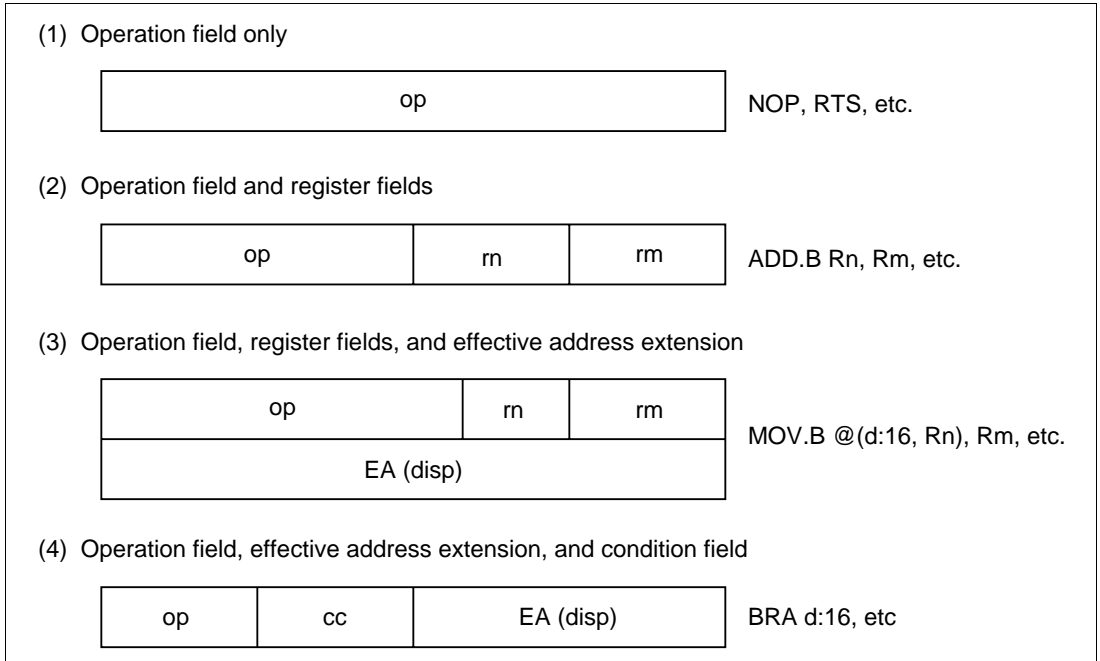 (1) Operation field only
op
NOP, RTS, etc.
(2) Operation field and register fields
op rn rm
ADD.B Rn, Rm, etc.
(3) Operation field, register fields, and effective address extension
op rn rm
MOV.B @(d:16, Rn), Rm, etc.
EA (disp)
(4) Operation field, effective address extension, and condition field
op cc EA (disp)
BRA d:16, etc